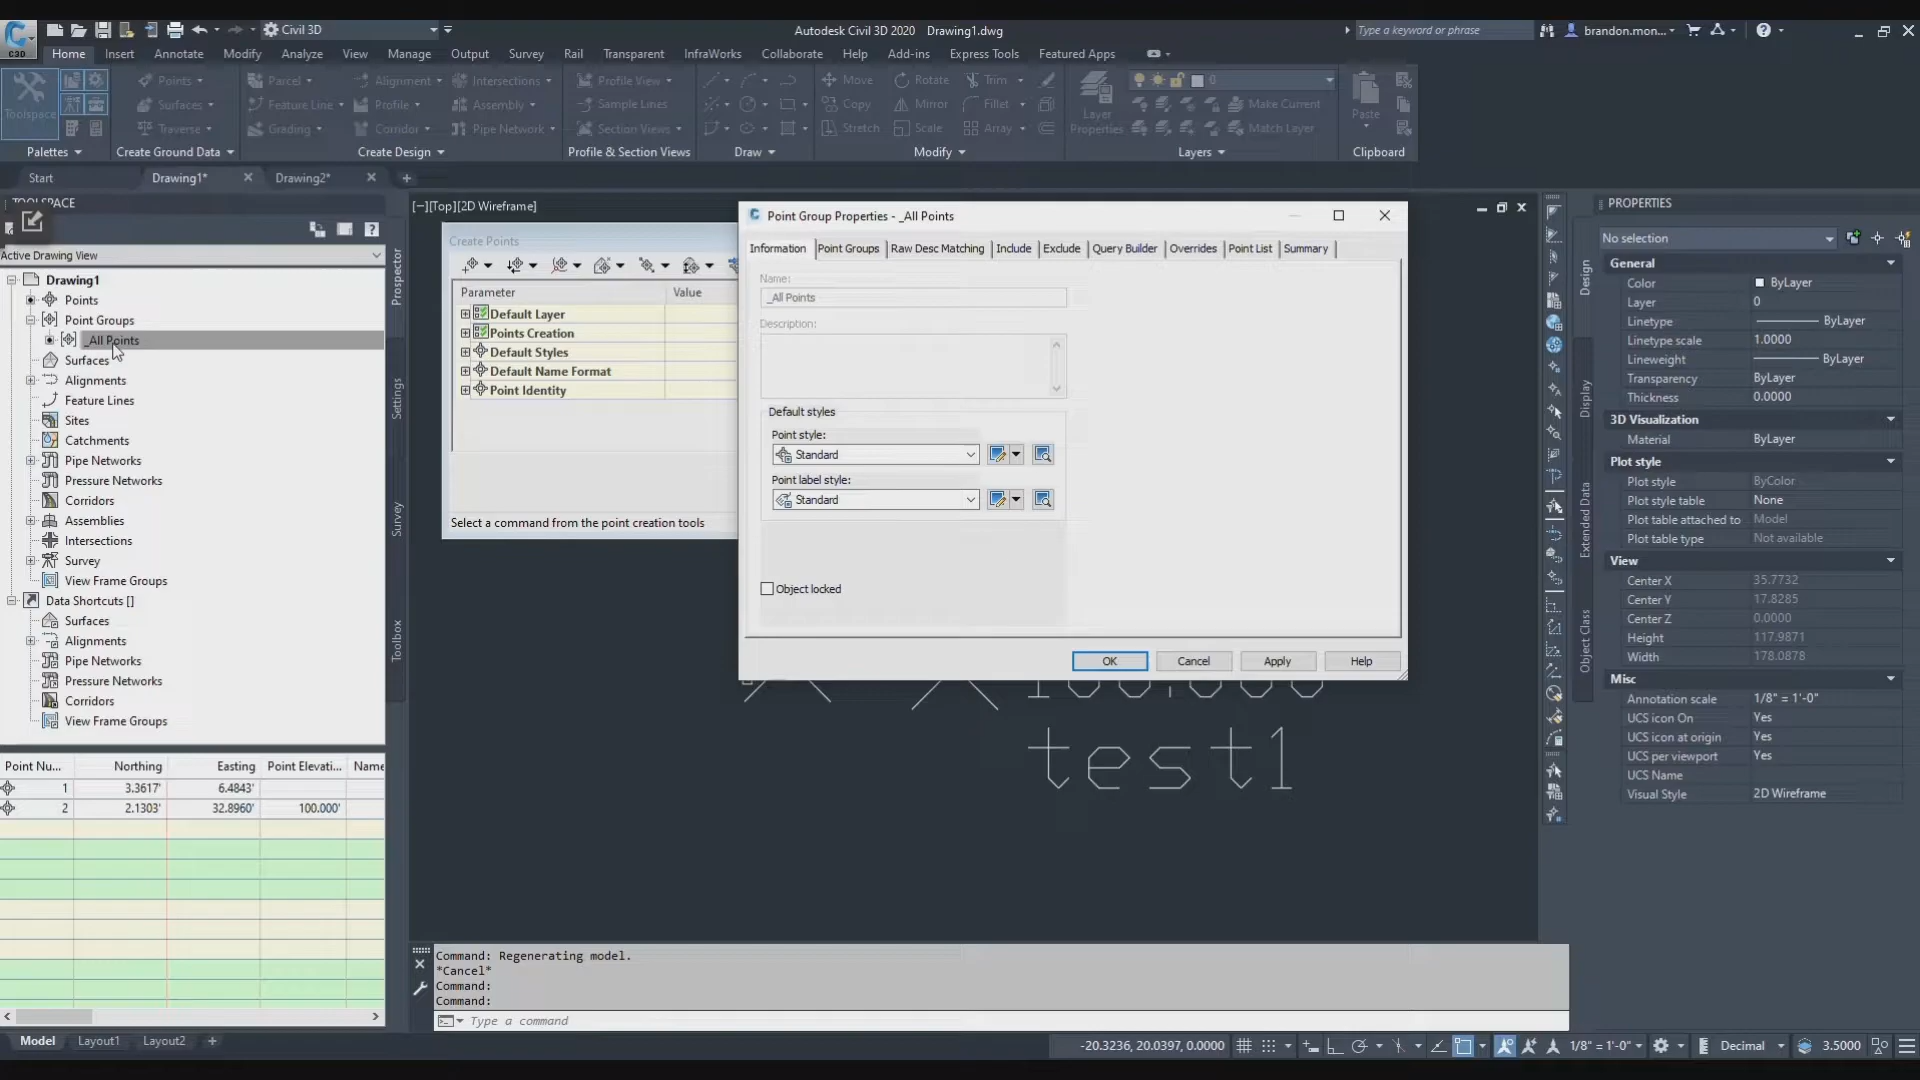 Civil 3D
Autodesk Civil 3D 2020 Drawing1.dwg
Type a keyword or phrase
brandon.mon...
C3D
Home Insert Annotate Modify Analyze View Manage Output Survey Rail Transparent InfraWorks Collaborate Help Add-ins Express Tools Featured Apps
Toolspace
Points
Surfaces
Traverse
Parcel
Feature Line
Grading
Alignment
Profile
Corridor
Intersections
Assembly
Pipe Network
Profile View
Sample Lines
Section Views
Move
Copy
Stretch
Rotate
Mirror
Scale
Trim
Fillet
Array
Layer
Properties
0
Make Current
Match Layer
Paste
Palettes
Create Ground Data
Create Design
Profile & Section Views
Draw
Modify
Layers
Clipboard
Start
Drawing1*
Drawing2*
TOOLSPACE
Active Drawing View
Drawing1
Points
Point Groups
_All Points
Surfaces
Alignments
Feature Lines
Sites
Catchments
Pipe Networks
Pressure Networks
Corridors
Assemblies
Intersections
Survey
View Frame Groups
Data Shortcuts []
Surfaces
Alignments
Pipe Networks
Pressure Networks
Corridors
View Frame Groups
Prospector
Settings
Survey
Toolbox
Point Nu... Northing Easting Point Elevati... Name
1 3.3617' 6.4843'
2 2.1303' 32.8960' 100.000'
[−][Top][2D Wireframe]
Create Points
Parameter Value
Default Layer
Points Creation
Default Styles
Default Name Format
Point Identity
Select a command from the point creation tools
Point Group Properties - _All Points
Information Point Groups Raw Desc Matching Include Exclude Query Builder Overrides Point List Summary
Name:
_All Points
Description:
Default styles
Point style:
Standard
Point label style:
Standard
Object locked
OK Cancel Apply Help
100.000
test1
Command: Regenerating model.
*Cancel*
Command:
Command:
Type a command
PROPERTIES
No selection
General
Color ByLayer
Layer 0
Linetype ByLayer
Linetype scale 1.0000
Lineweight ByLayer
Transparency ByLayer
Thickness 0.0000
3D Visualization
Material ByLayer
Plot style
Plot style ByColor
Plot style table None
Plot table attached to Model
Plot table type Not available
View
Center X 35.7732
Center Y 17.8285
Center Z 0.0000
Height 117.9871
Width 178.0878
Misc
Annotation scale 1/8" = 1'-0"
UCS icon On Yes
UCS icon at origin Yes
UCS per viewport Yes
UCS Name
Visual Style 2D Wireframe
Design
Display
Extended Data
Object Class
Model Layout1 Layout2 +
-20.3236, 20.0397, 0.0000
1/8" = 1'-0"
Decimal
3.5000